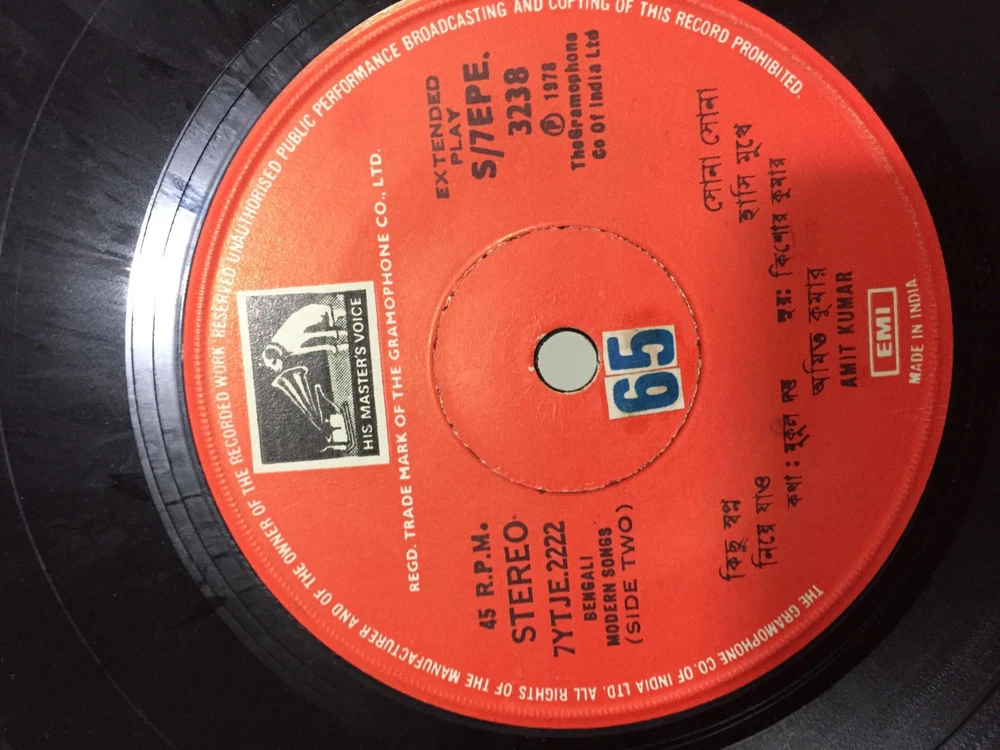 THE GRAMOPHONE CO. OF INDIA LTD. ALL RIGHTS OF THE MANUFACTURER AND OF THE OWNER OF THE RECORDED WORK RESERVED UNAUTHORISED PUBLIC PERFORMANCE BROADCASTING AND COPYING OF THIS RECORD PROHIBITED.
HIS MASTER'S VOICE
REGD. TRADE MARK OF THE GRAMOPHONE CO., LTD.
45 R.P.M.
STEREO
7YTJE.2222
BENGALI
MODERN SONGS
(SIDE TWO)
EXTENDED
PLAY
S/7EPE.
3238
Ⓟ 1978
TheGramophone
Co Of India Ltd
65
কিছু স্বপ্ন
নিয়ে যাও
সোনা সোনা
হাসি মুখে
কথা : মুকুল দত্ত সুর: কিশোর কুমার
অমিত কুমার
AMIT KUMAR
EMI
MADE IN INDIA